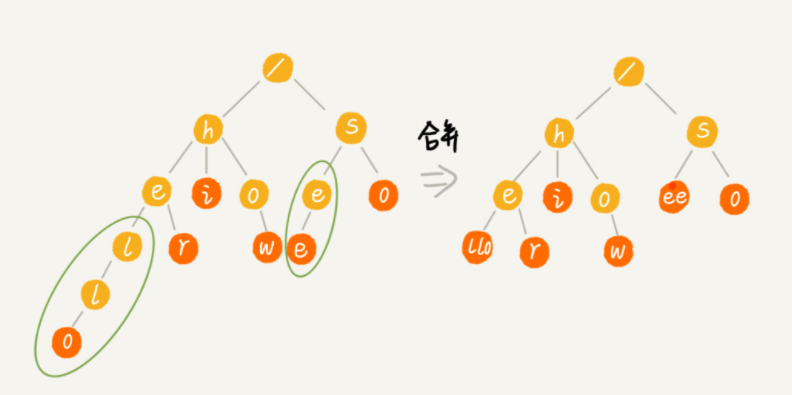 / /
h S 合并 h S
e i o e o e i o ee o
l r w e llo r w
l
o